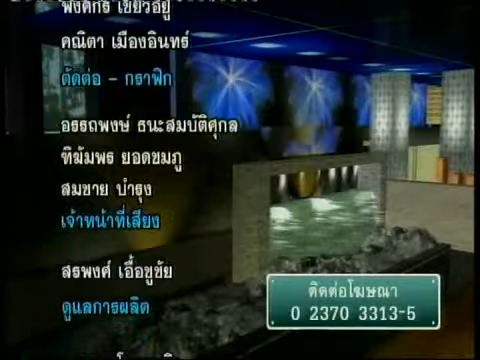 พงศกร เขียวอยู่
คณิตา เมืองอินทร์
ตัดต่อ - กราฟิก
อรรถพงษ์ ธนะสมบัติศุกล
ทิฆัมพร ยอดชมภู
สมชาย บำรุง
เจ้าหน้าที่เสียง
สรพงศ์ เอื้อชูชัย
ดูแลการผลิต
ติดต่อโฆษณา
0 2370 3313-5